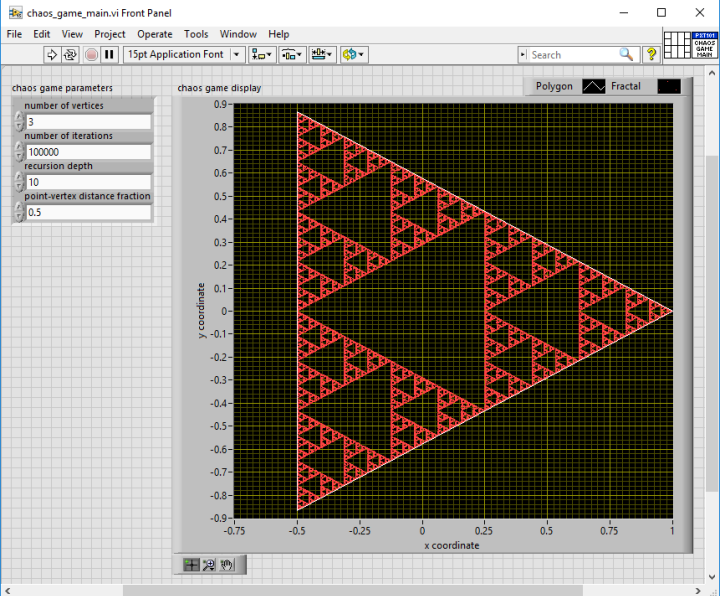 chaos_game_main.vi Front Panel
File Edit View Project Operate Tools Window Help
15pt Application Font
Search
?
PST101
CHAOS
GAME
MAIN
chaos game parameters
number of vertices
3
number of iterations
100000
recursion depth
10
point-vertex distance fraction
0.5
chaos game display
Polygon Fractal
0.9
0.8
0.7
0.6
0.5
0.4
0.3
0.2
0.1
0
-0.1
-0.2
-0.3
-0.4
-0.5
-0.6
-0.7
-0.8
-0.9
y coordinate
-0.75 -0.5 -0.25 0 0.25 0.5 0.75 1
x coordinate